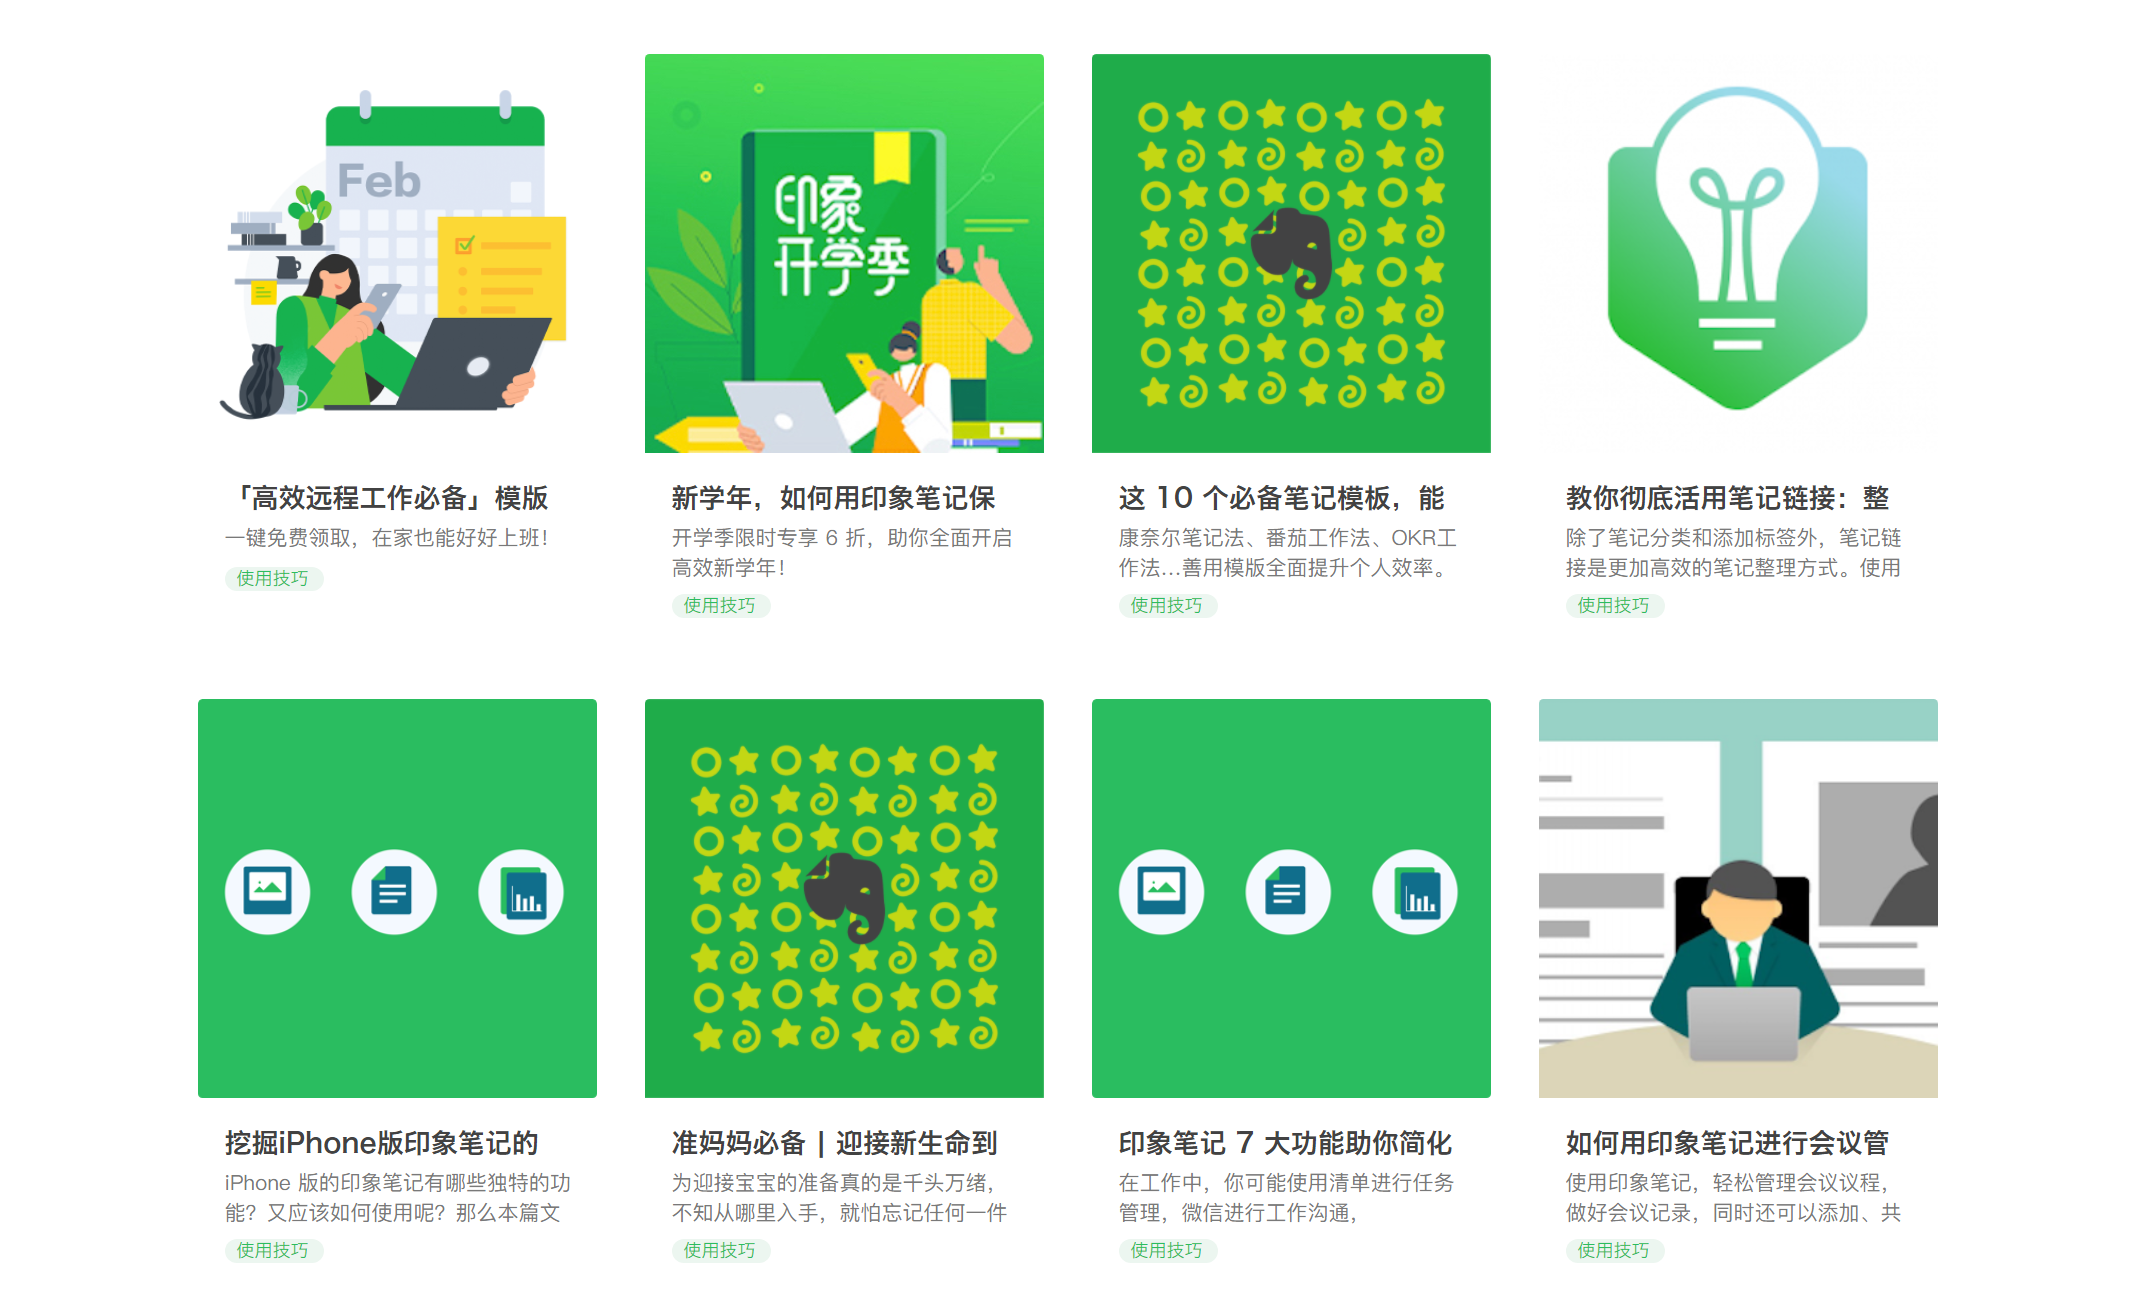 Feb
印象
开学季
「高效远程工作必备」模版
一键免费领取，在家也能好好上班！
使用技巧
新学年，如何用印象笔记保
开学季限时专享 6 折，助你全面开启
高效新学年！
使用技巧
这 10 个必备笔记模板，能
康奈尔笔记法、番茄工作法、OKR工
作法...善用模版全面提升个人效率。
使用技巧
教你彻底活用笔记链接：整
除了笔记分类和添加标签外，笔记链
接是更加高效的笔记整理方式。使用
使用技巧
挖掘iPhone版印象笔记的
iPhone 版的印象笔记有哪些独特的功
能？又应该如何使用呢？那么本篇文
使用技巧
准妈妈必备 | 迎接新生命到
为迎接宝宝的准备真的是千头万绪，
不知从哪里入手，就怕忘记任何一件
使用技巧
印象笔记 7 大功能助你简化
在工作中，你可能使用清单进行任务
管理，微信进行工作沟通，
使用技巧
如何用印象笔记进行会议管
使用印象笔记，轻松管理会议议程，
做好会议记录，同时还可以添加、共
使用技巧